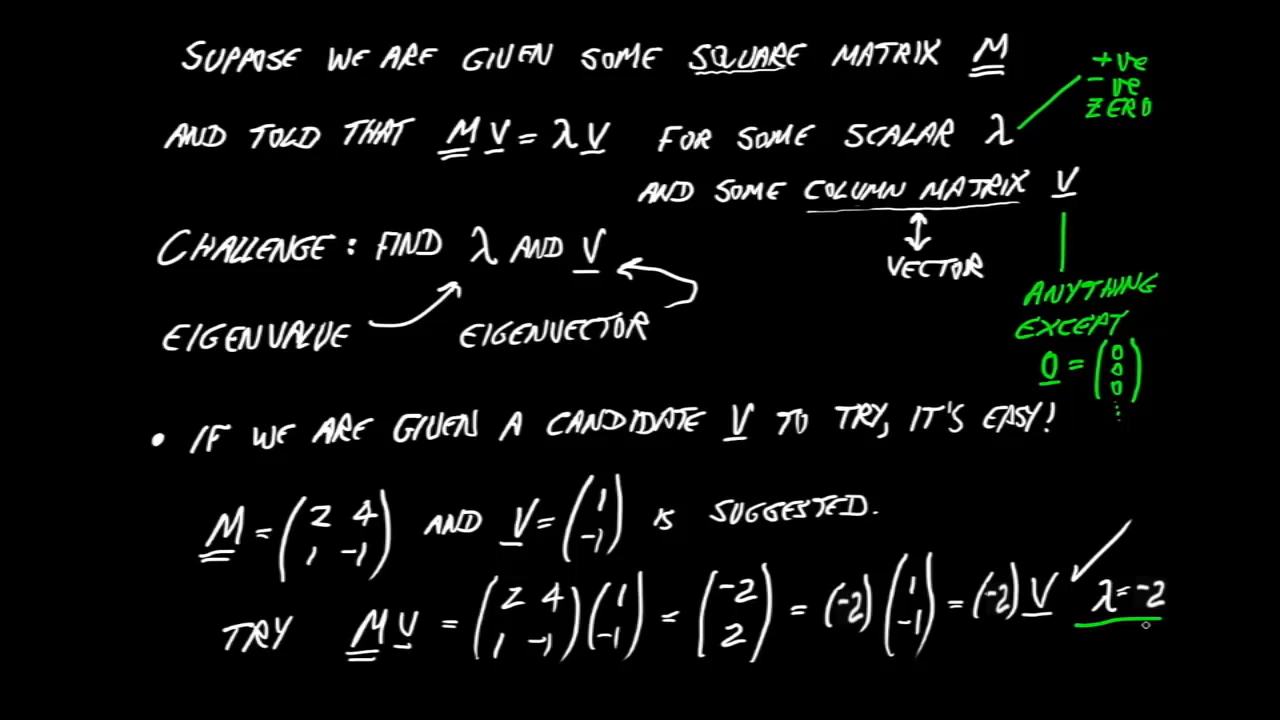 SUPPOSE WE ARE GIVEN SOME SQUARE MATRIX M
+ve
-ve
ZERO
AND TOLD THAT M V = λ V FOR SOME SCALAR λ
AND SOME COLUMN MATRIX V
VECTOR
CHALLENGE: FIND λ AND V
EIGENVALUE EIGENVECTOR
ANYTHING
EXCEPT
0 = (0 0 0 ⋮)
• IF WE ARE GIVEN A CANDIDATE V TO TRY, IT'S EASY!
M = (2 4; 1 -1) AND V = (1; -1) IS SUGGESTED.
TRY M V = (2 4; 1 -1)(1; -1) = (-2; 2) = (-2)(1; -1) = (-2) V ✓ λ = -2